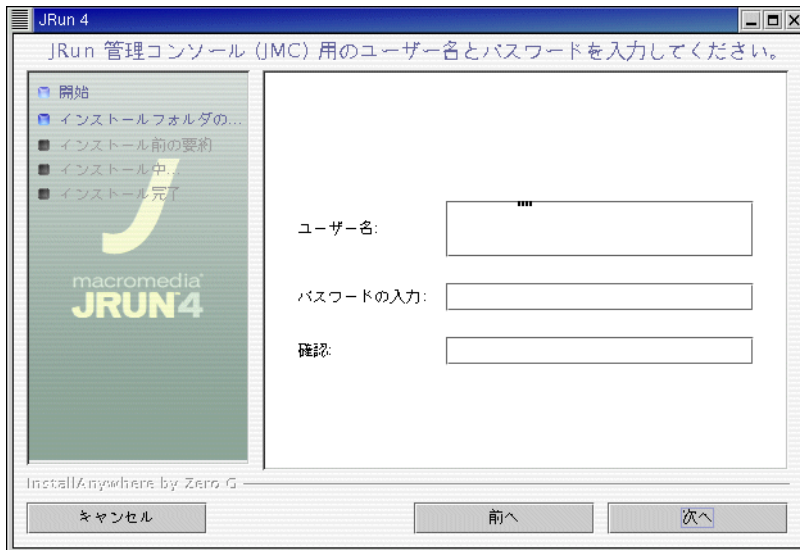 JRun 4
JRun 管理コンソール (JMC) 用のユーザー名とパスワードを入力してください。
開始
インストールフォルダの...
インストール前の要約
インストール中...
インストール完了
macromedia
JRUN 4
ユーザー名:
パスワードの入力:
確認:
InstallAnywhere by Zero G
キャンセル
前へ
次へ